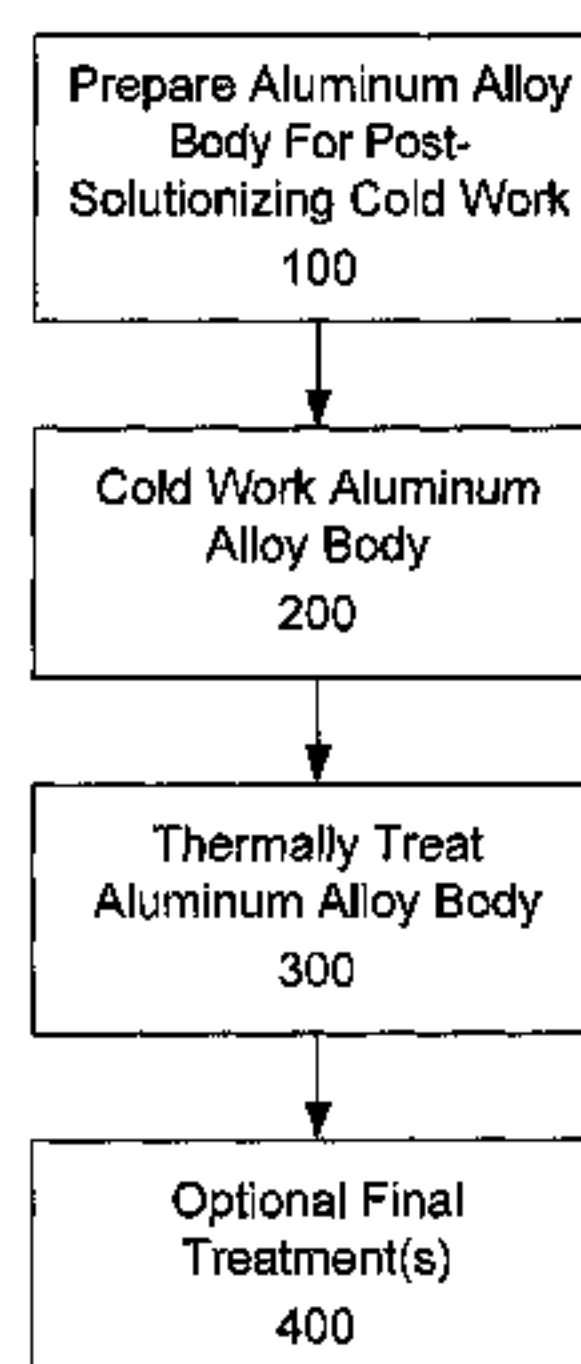 Prepare Aluminum Alloy
Body For Post-
Solutionizing Cold Work
100
Cold Work Aluminum
Alloy Body
200
Thermally Treat
Aluminum Alloy Body
300
Optional Final
Treatment(s)
400